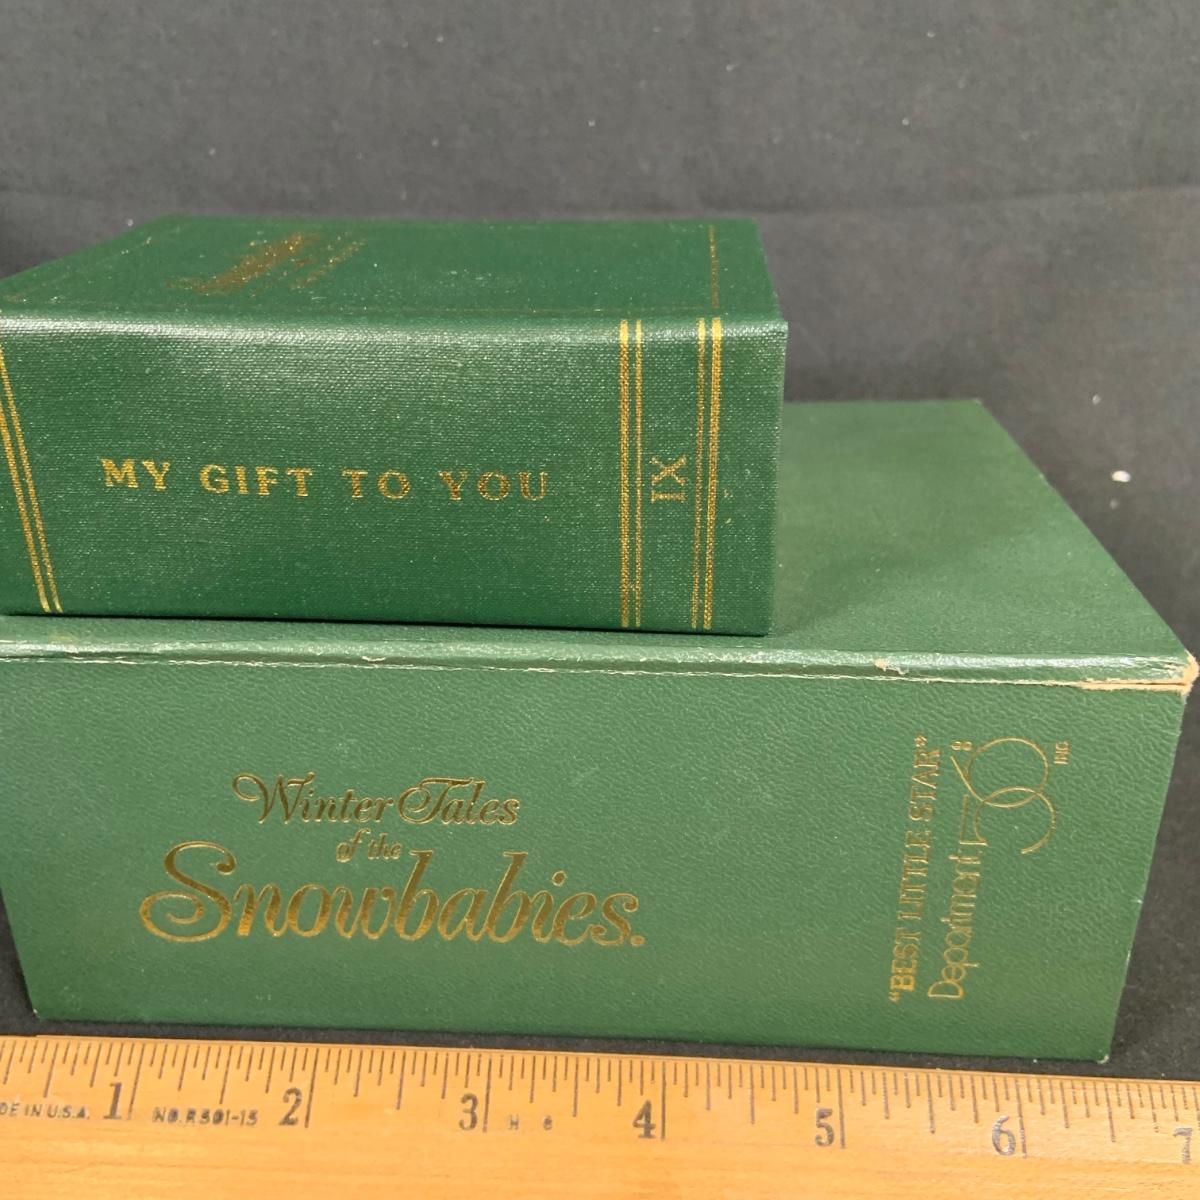 MY GIFT TO YOU
IX
Winter Tales
of the
Snowbabies.
"BEST LITTLE STAR"
Department 56
INC
DE IN U.S.A.
NO. R591-15
1 2 3 4 5 6 7